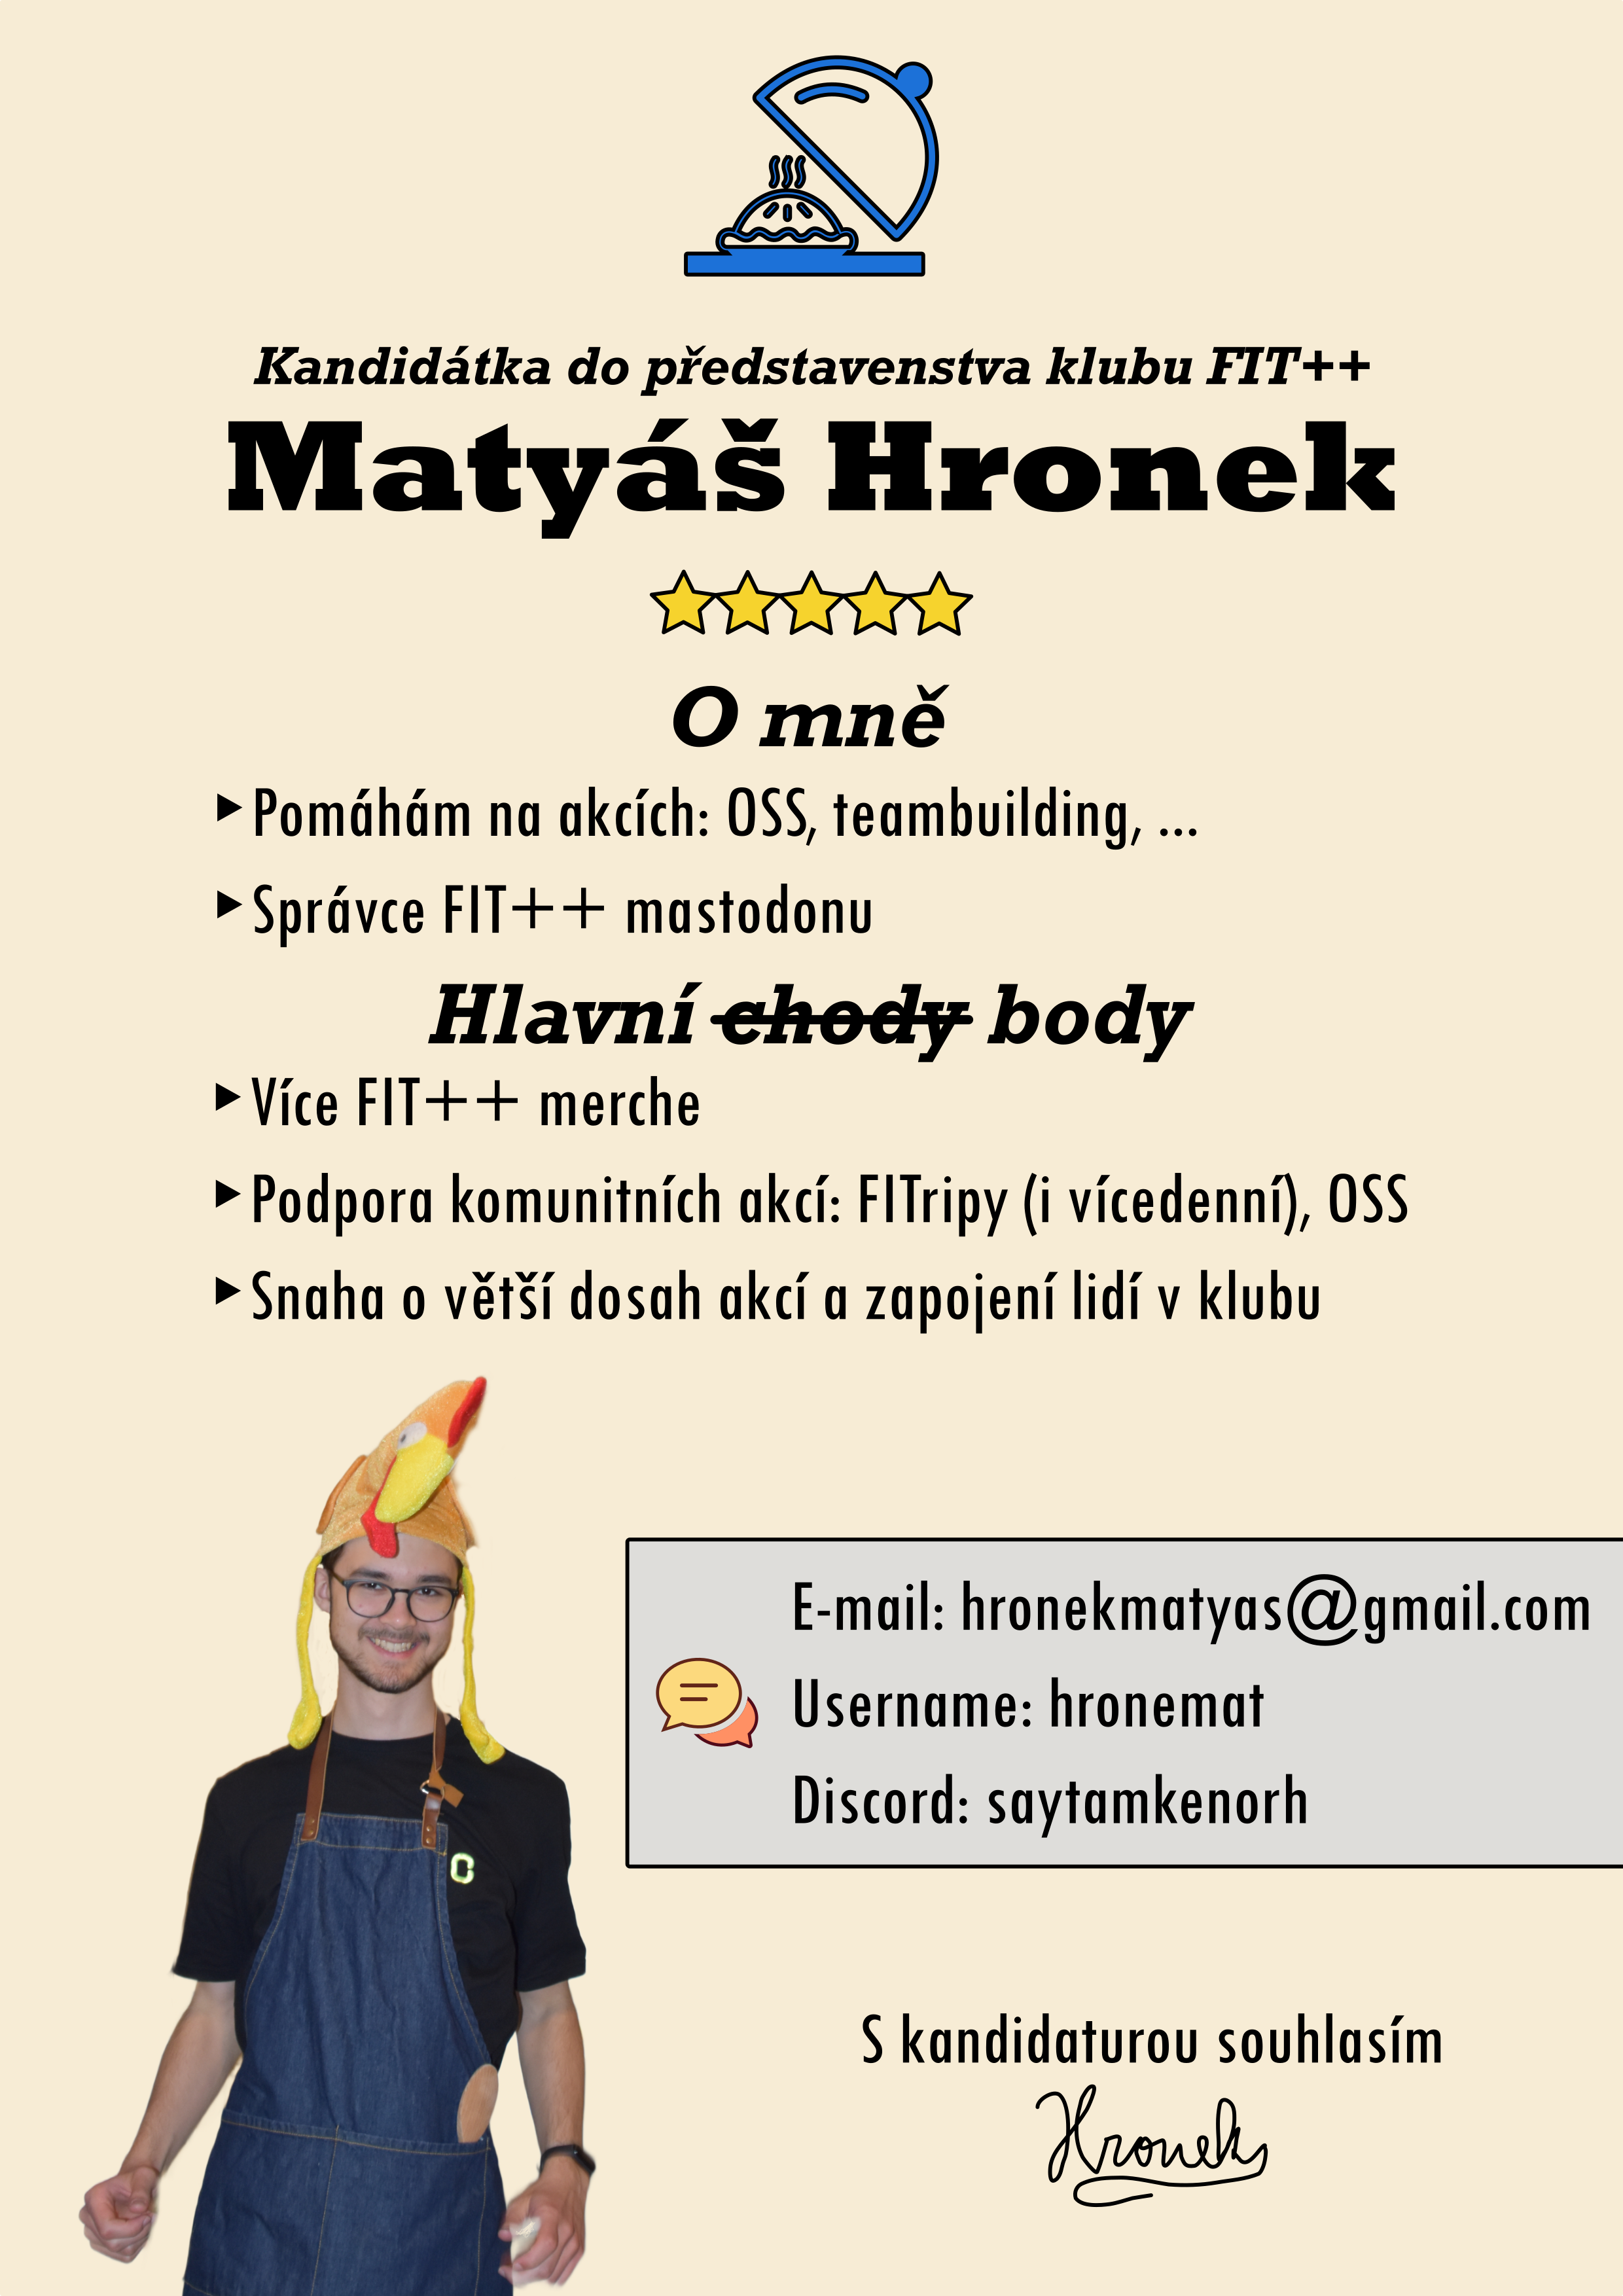 Kandidátka do představenstva klubu FIT++
Matyáš Hronek
O mně
Pomáhám na akcích: OSS, teambuilding, ...
Správce FIT++ mastodonu
Hlavní chody body
Více FIT++ merche
Podpora komunitních akcí: FITripy (i vícedenní), OSS
Snaha o větší dosah akcí a zapojení lidí v klubu
E-mail: hronekmatyas@gmail.com
Username: hronemat
Discord: saytamkenorh
S kandidaturou souhlasím
Hronek